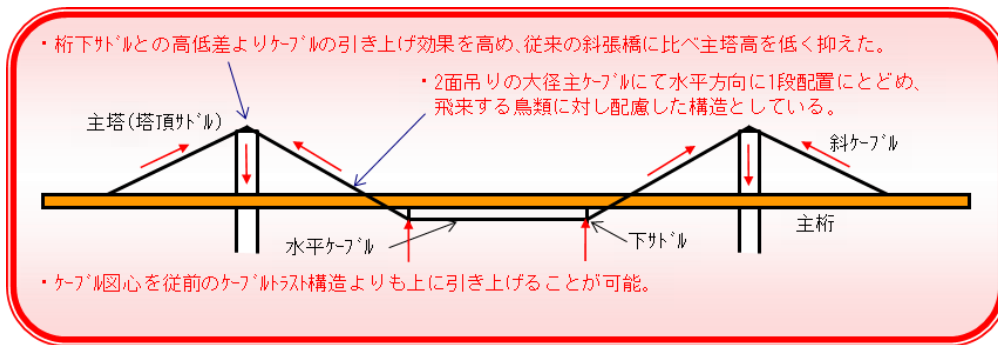 ・桁下ｻﾄﾞﾙとの高低差よりｹｰﾌﾞﾙの引き上げ効果を高め、従来の斜張橋に比べ主塔高を低く抑えた。
・2面吊りの大径主ｹｰﾌﾞﾙにて水平方向に1段配置にとどめ、
飛来する鳥類に対し配慮した構造としている。
主塔(塔頂ｻﾄﾞﾙ)
斜ｹｰﾌﾞﾙ
主桁
水平ｹｰﾌﾞﾙ
下ｻﾄﾞﾙ
・ｹｰﾌﾞﾙ図心を従前のｹｰﾌﾞﾙﾄﾗｽﾄ構造よりも上に引き上げることが可能。